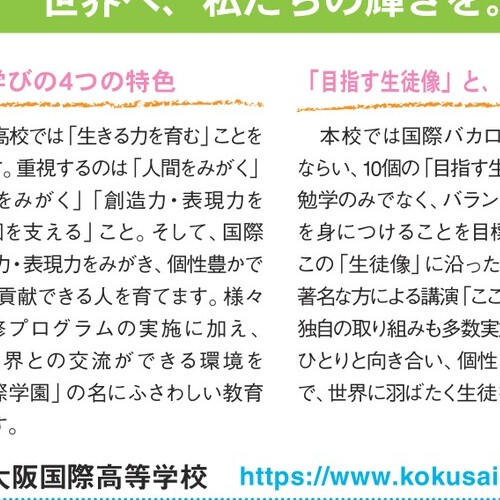 世界へ、私たちの輝きを。
学びの4つの特色
高校では「生きる力を育む」ことを
す。重視するのは「人間をみがく」
をみがく」「創造力・表現力を
を支える」こと。そして、国際
力・表現力をみがき、個性豊かで
貢献できる人を育てます。様々
修プログラムの実施に加え、
界との交流ができる環境を
際学園」の名にふさわしい教育
す。
「目指す生徒像」と、
本校では国際バカロ
ならい、10個の「目指す生
勉学のみでなく、バラン
を身につけることを目標
この「生徒像」に沿った
著名な方による講演「ここ
独自の取り組みも多数実
ひとりと向き合い、個性
で、世界に羽ばたく生徒
大阪国際高等学校 https://www.kokusai